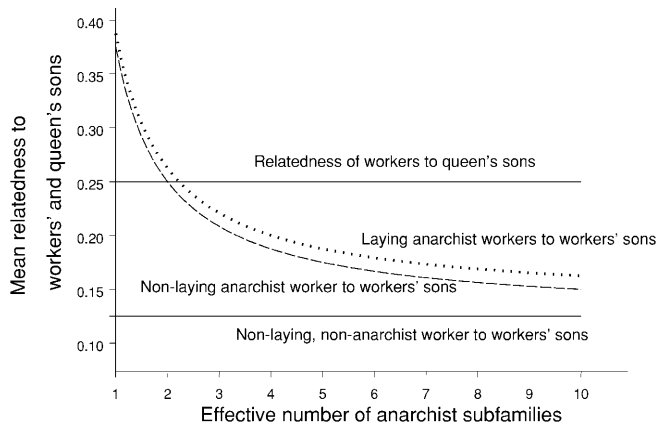 Mean relatedness to
workers' and queen's sons
0.40
0.35
0.30
0.25
0.20
0.15
0.10
Relatedness of workers to queen's sons
Laying anarchist workers to workers' sons
Non-laying anarchist worker to workers' sons
Non-laying, non-anarchist worker to workers' sons
1 2 3 4 5 6 7 8 9 10
Effective number of anarchist subfamilies